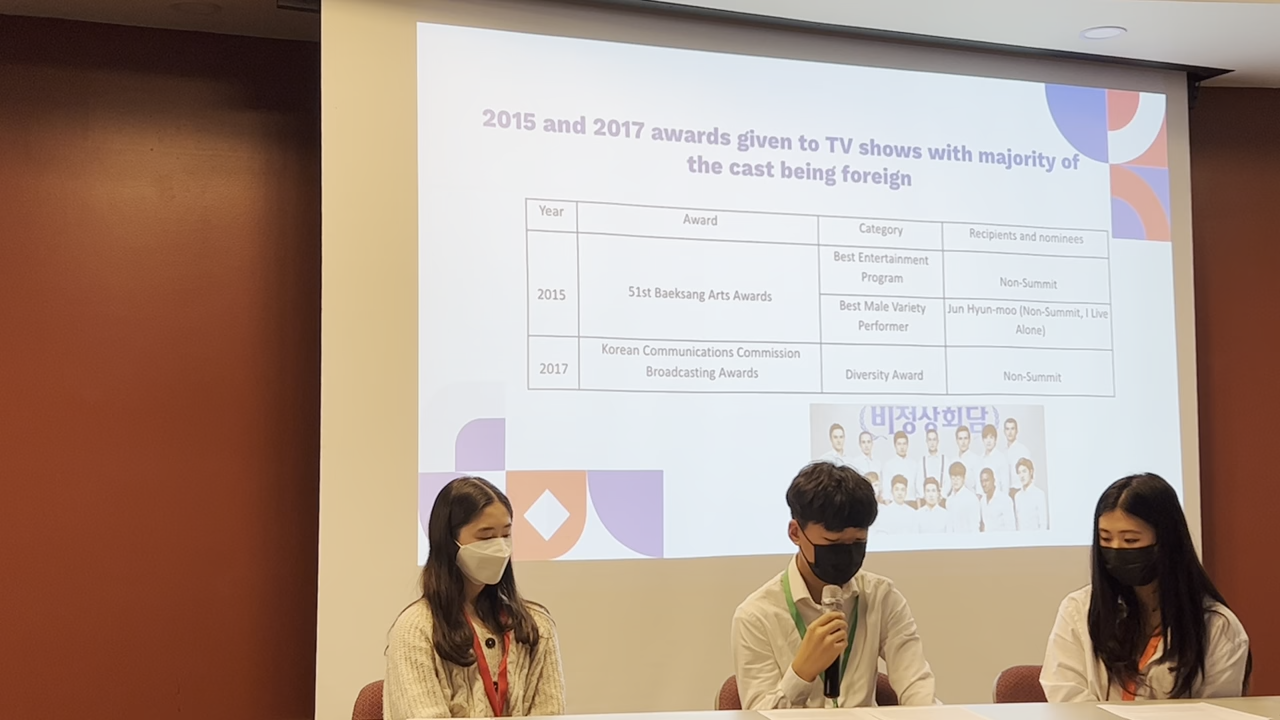 2015 and 2017 awards given to TV shows with majority of
the cast being foreign
Year
Award
Category
Recipients and nominees
2015
51st Baeksang Arts Awards
Best Entertainment
Program
Non-Summit
Best Male Variety
Performer
Jun Hyun-moo (Non-Summit, I Live
Alone)
2017
Korean Communications Commission
Broadcasting Awards
Diversity Award
Non-Summit
비정상회담